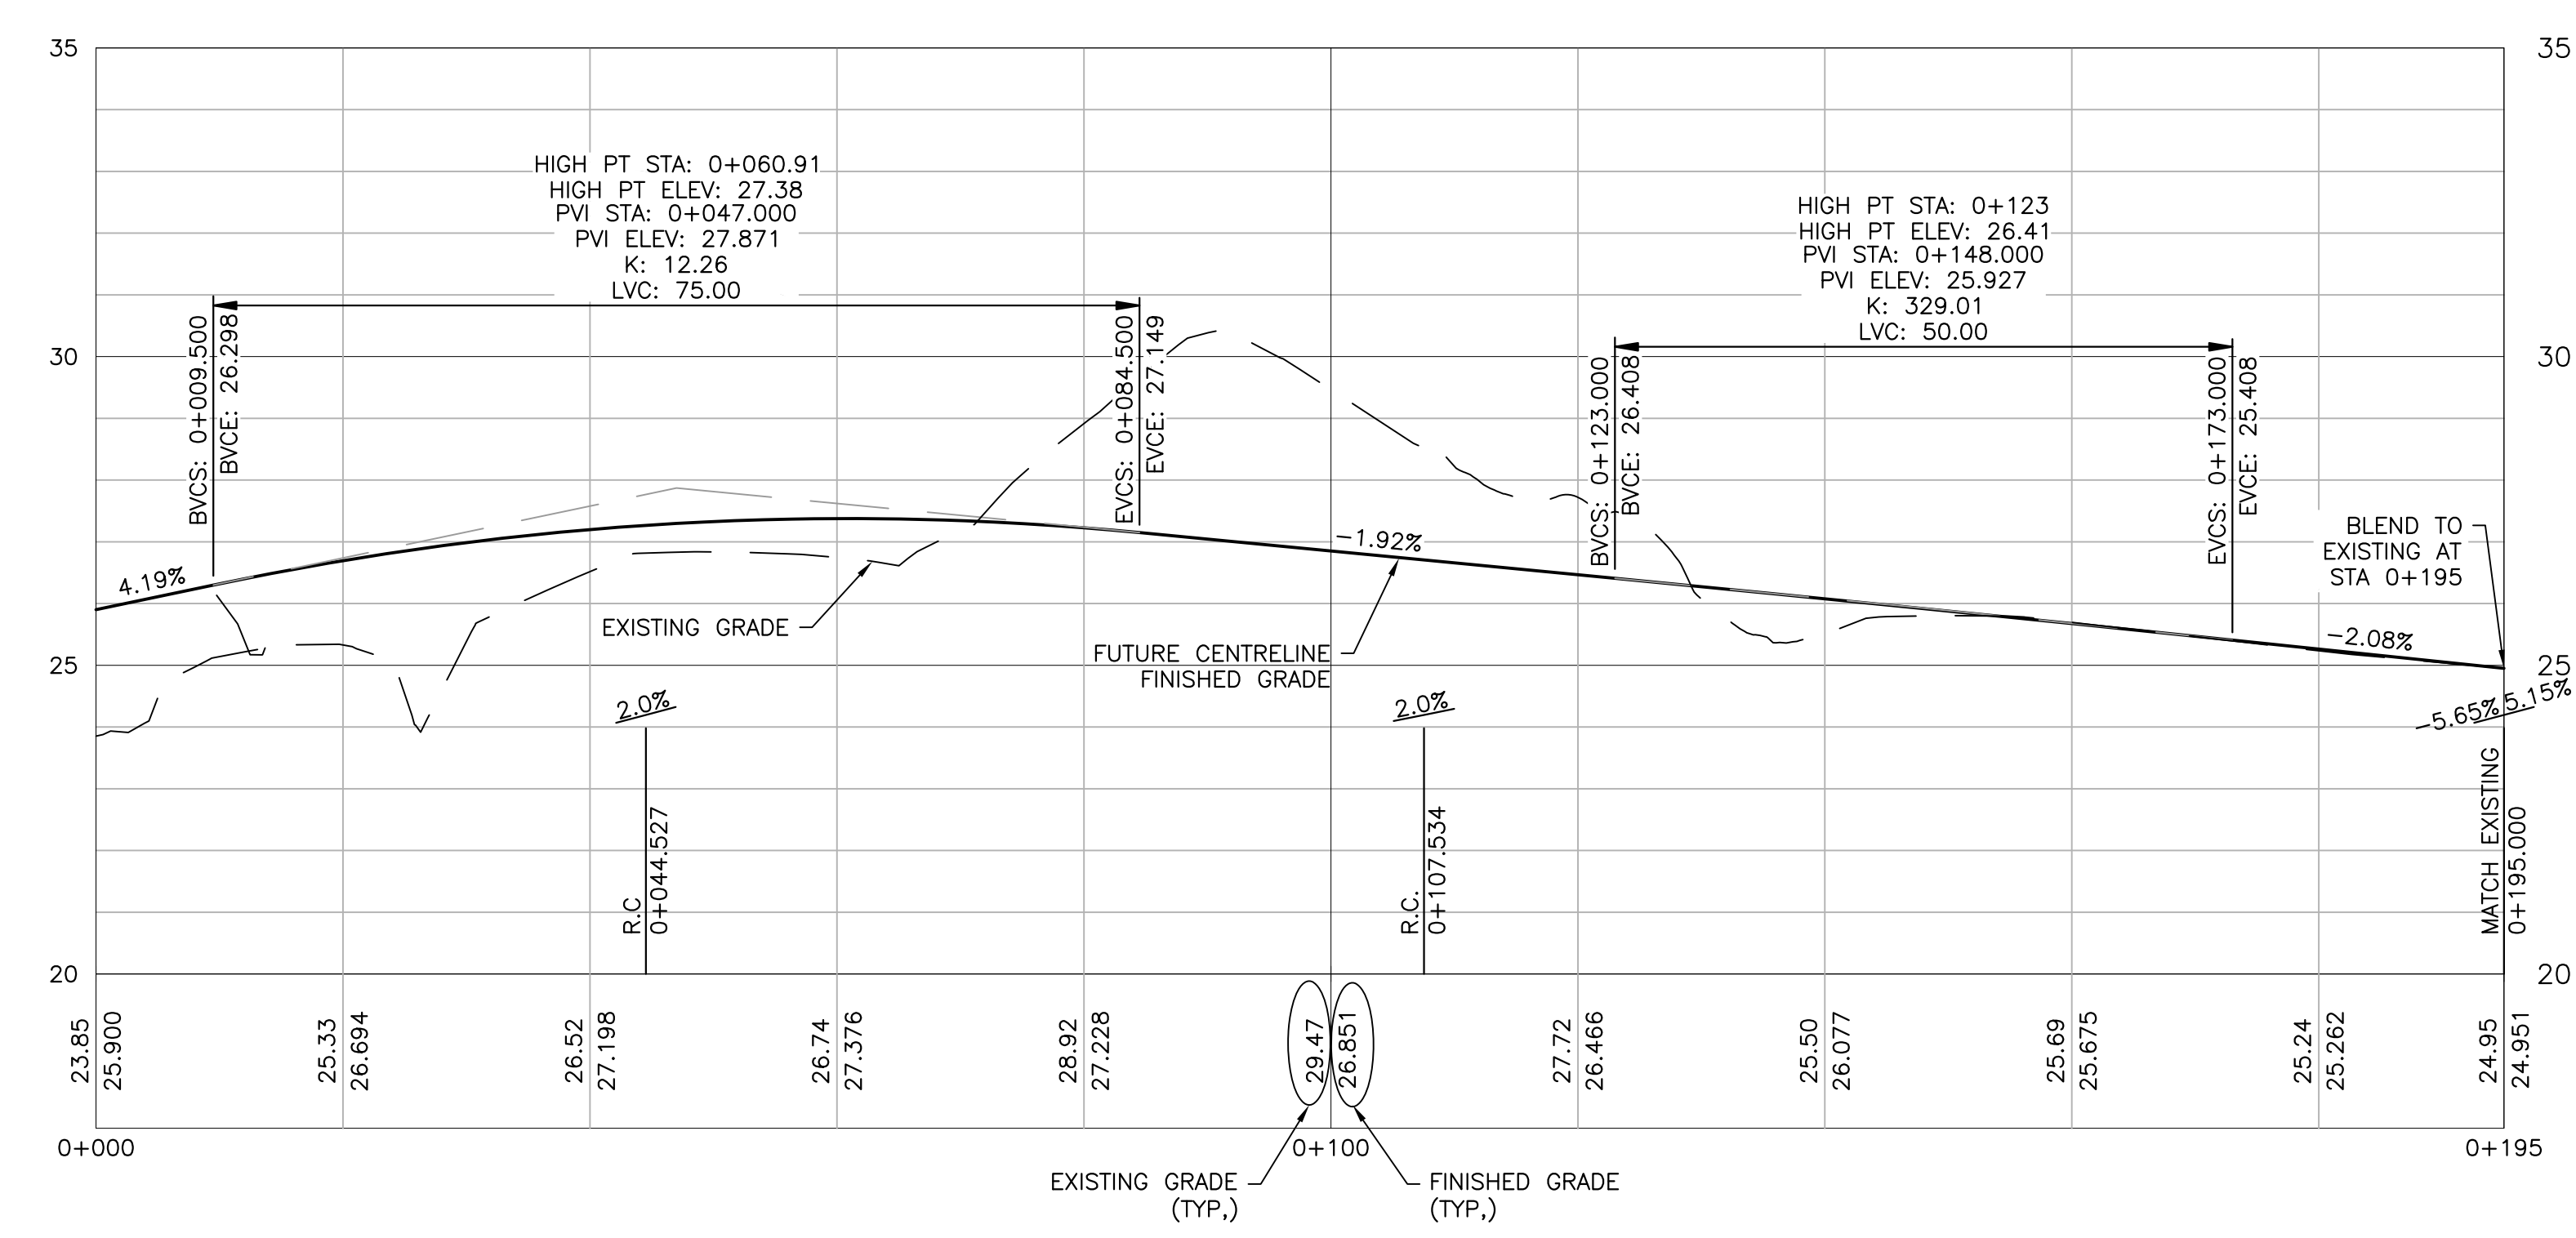 35
35
HIGH PT STA: 0+060.91
HIGH PT ELEV: 27.38
PVI STA: 0+047.000
PVI ELEV: 27.871
K: 12.26
LVC: 75.00
HIGH PT STA: 0+123
HIGH PT ELEV: 26.41
PVI STA: 0+148.000
PVI ELEV: 25.927
K: 329.01
LVC: 50.00
30
30
BVCS: 0+009.500
BVCE: 26.298
EVCS: 0+084.500
EVCE: 27.149
BVCS: 0+123.000
BVCE: 26.408
EVCS: 0+173.000
EVCE: 25.408
4.19%
-1.92%
-2.08%
BLEND TO
EXISTING AT
STA 0+195
EXISTING GRADE
FUTURE CENTRELINE
FINISHED GRADE
25
25
2.0%
2.0%
-5.65%
5.15%
R.C
0+044.527
R.C.
0+107.534
MATCH EXISTING
0+195.000
20
20
23.85
25.900
25.33
26.694
26.52
27.198
26.74
27.376
28.92
27.228
29.47
26.851
27.72
26.466
25.50
26.077
25.69
25.675
25.24
25.262
24.95
24.951
0+000
0+100
0+195
EXISTING GRADE
(TYP,)
FINISHED GRADE
(TYP,)